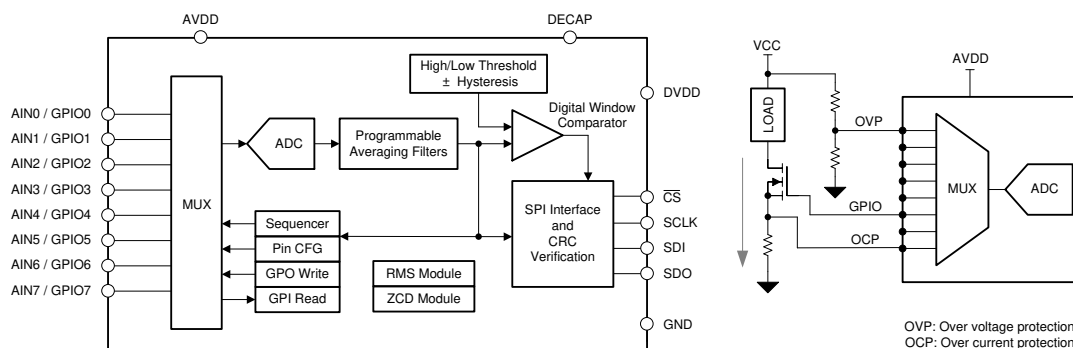 AVDD
DECAP
High/Low Threshold
± Hysteresis
DVDD
Digital Window
Comparator
AIN0 / GPIO0
AIN1 / GPIO1
AIN2 / GPIO2
AIN3 / GPIO3
AIN4 / GPIO4
AIN5 / GPIO5
AIN6 / GPIO6
AIN7 / GPIO7
MUX
ADC
Programmable
Averaging Filters
Sequencer
Pin CFG
GPO Write
GPI Read
RMS Module
ZCD Module
SPI Interface
and
CRC
Verification
CS
SCLK
SDI
SDO
GND
VCC
LOAD
AVDD
OVP
GPIO
OCP
MUX
ADC
OVP: Over voltage protection
OCP: Over current protection